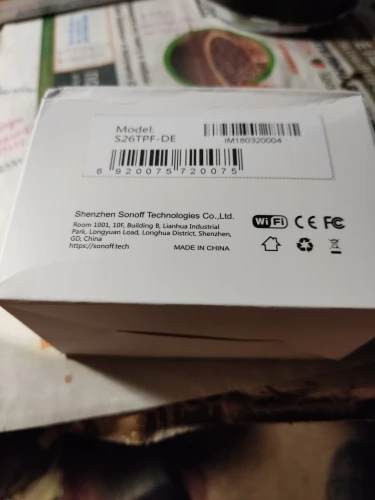 Model:
S26TPF-DE
IM180320004
6 920075 720075
Shenzhen Sonoff Technologies Co.,Ltd.
Room 1001, 10F, Building 8, Lianhua Industrial
Park, Longyuan Road, Longhua District, Shenzhen,
GD, China
https://sonoff.tech
MADE IN CHINA
WiFi CE FC